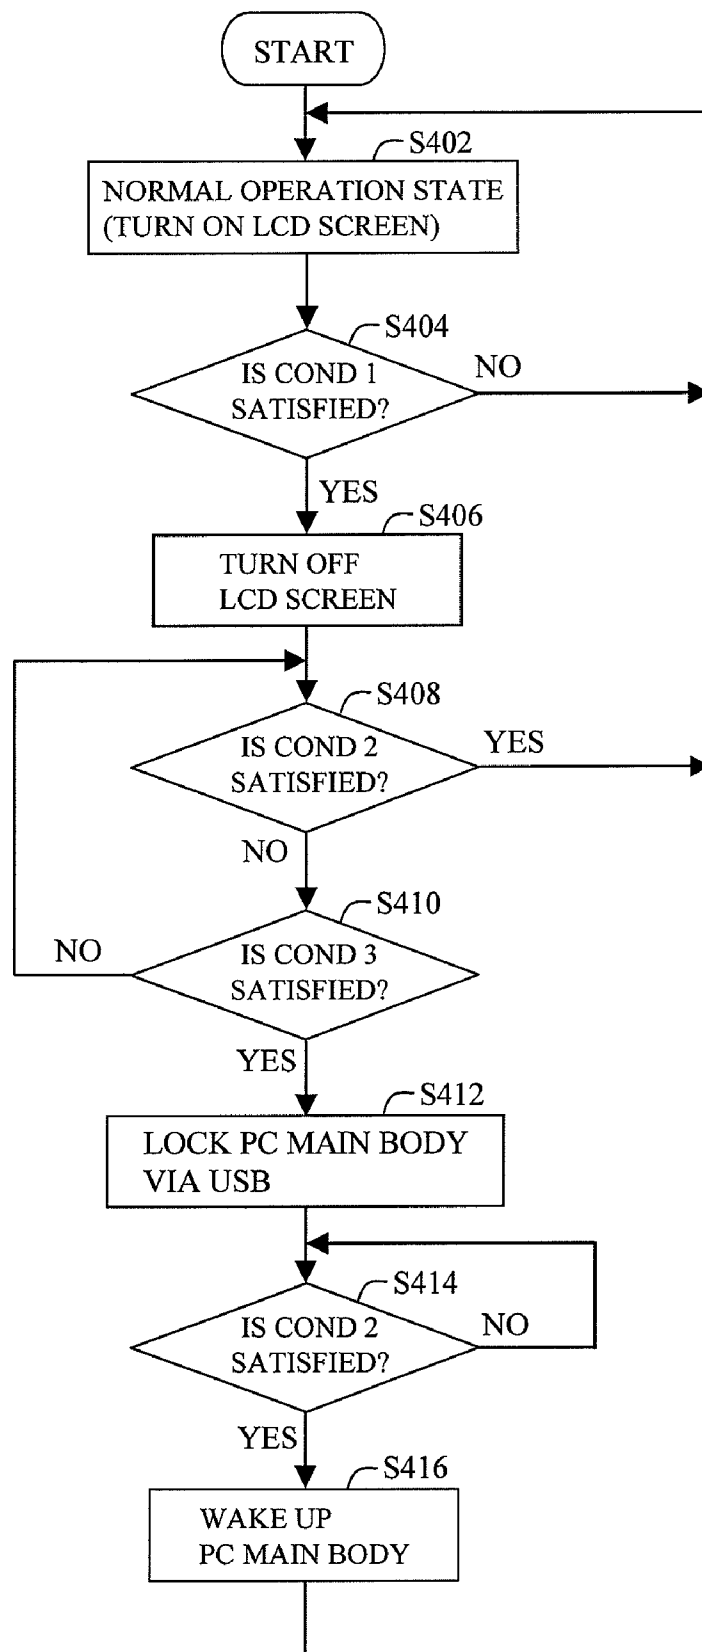 START
S402
NORMAL OPERATION STATE
(TURN ON LCD SCREEN)
S404
IS COND 1
SATISFIED?
NO
YES
S406
TURN OFF
LCD SCREEN
S408
IS COND 2
SATISFIED?
YES
NO
S410
IS COND 3
SATISFIED?
NO
YES
S412
LOCK PC MAIN BODY
VIA USB
S414
IS COND 2
SATISFIED?
NO
YES
S416
WAKE UP
PC MAIN BODY